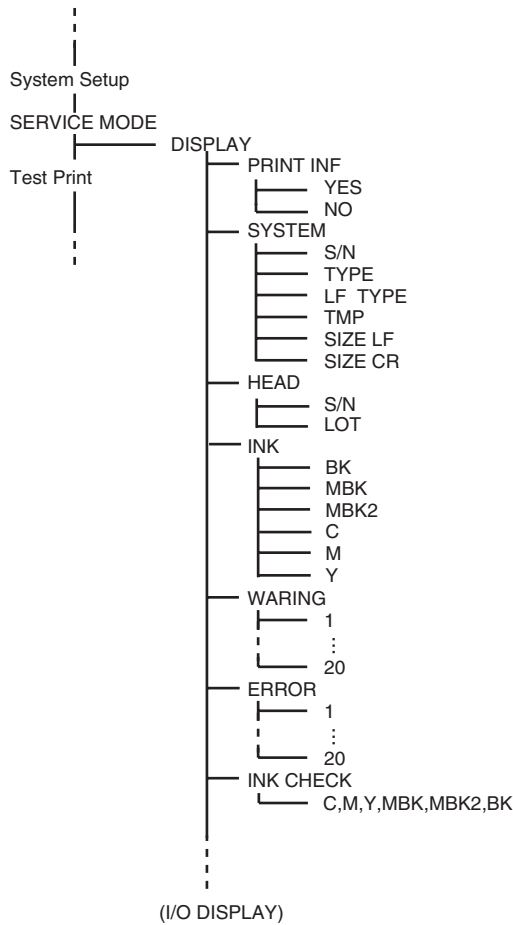 System Setup
SERVICE MODE
DISPLAY
Test Print
PRINT INF
YES
NO
SYSTEM
S/N
TYPE
LF TYPE
TMP
SIZE LF
SIZE CR
HEAD
S/N
LOT
INK
BK
MBK
MBK2
C
M
Y
WARING
1
⋮
20
ERROR
1
⋮
20
INK CHECK
C,M,Y,MBK,MBK2,BK
(I/O DISPLAY)